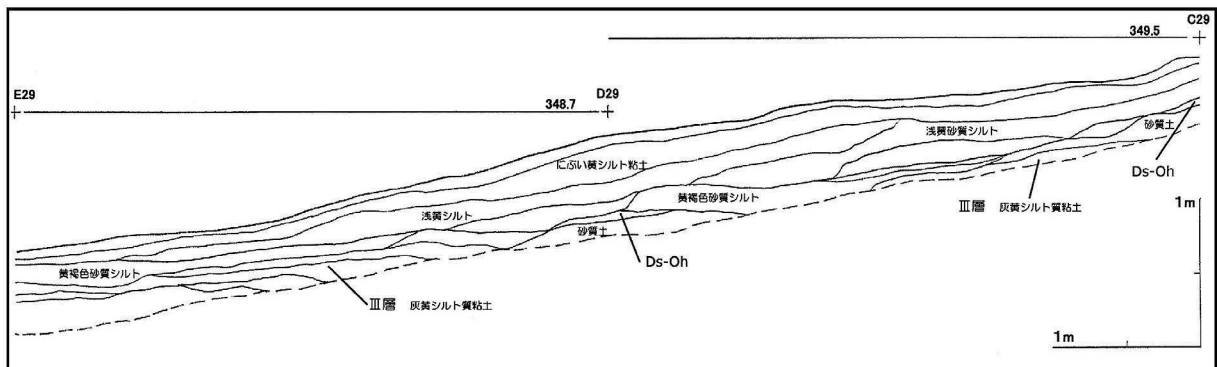 C29
349.5
E29
D29
348.7
浅黄砂質シルト
砂質土
にぶい黄シルト粘土
Ds-Oh
黄褐色砂質シルト
Ⅲ層 灰黄シルト質粘土
1m
浅黄シルト
砂質土
Ds-Oh
黄褐色砂質シルト
Ⅲ層 灰黄シルト質粘土
1m